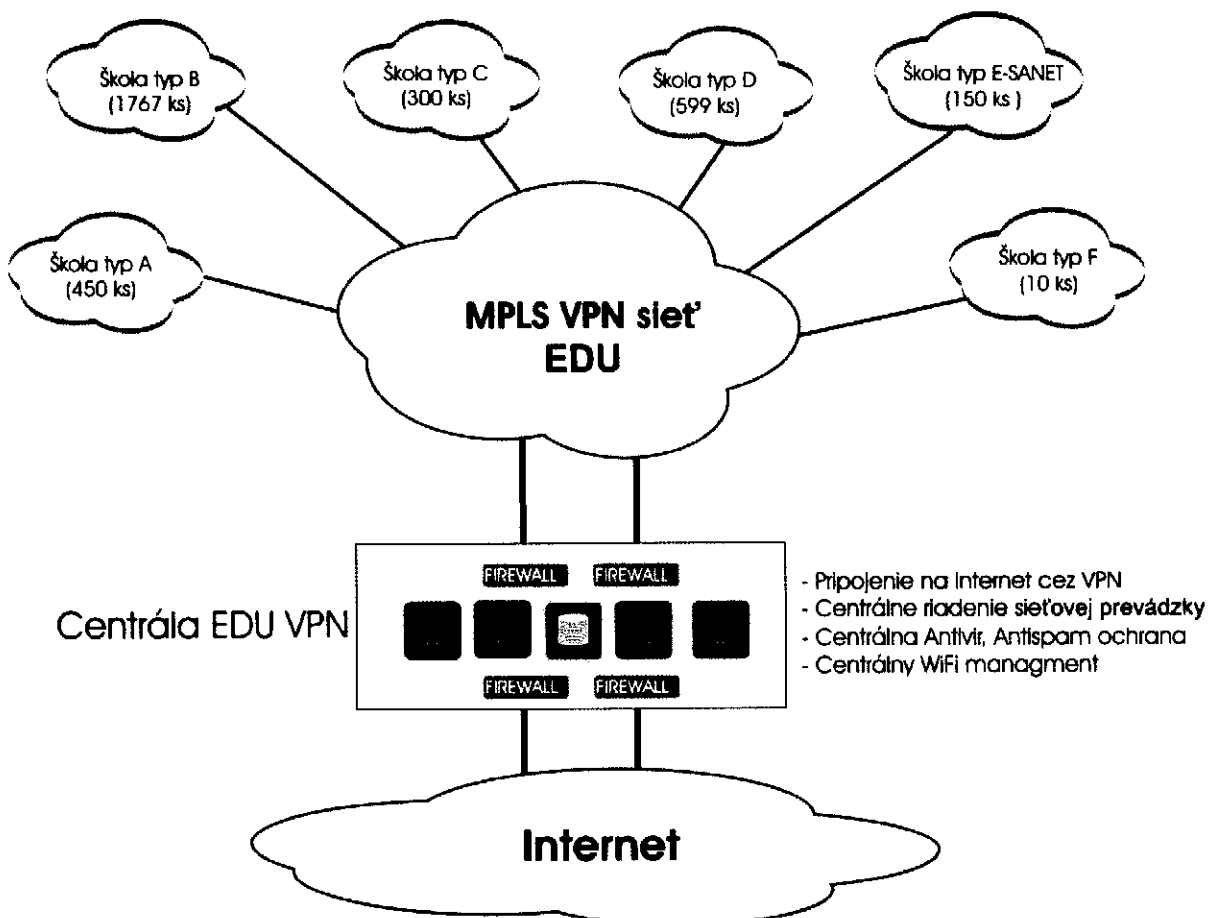 Škola typ B
(1767 ks)
Škola typ C
(300 ks)
Škola typ D
(599 ks)
Škola typ E-SANET
(150 ks )
Škola typ A
(450 ks)
Škola typ F
(10 ks)
MPLS VPN sieť
EDU
Centrála EDU VPN
FIREWALL
FIREWALL
FIREWALL
FIREWALL
- Pripojenie na Internet cez VPN
- Centrálne riadenie sieťovej prevádzky
- Centrálna Antivir, Antispam ochrana
- Centrálny WiFi managment
Internet